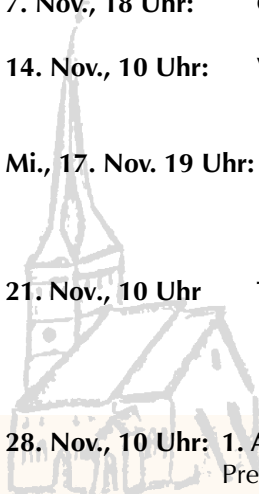 7. Nov., 18 Uhr:
14. Nov., 10 Uhr:
Mi., 17. Nov. 19 Uhr:
21. Nov., 10 Uhr
28. Nov., 10 Uhr: 1. A
Pre